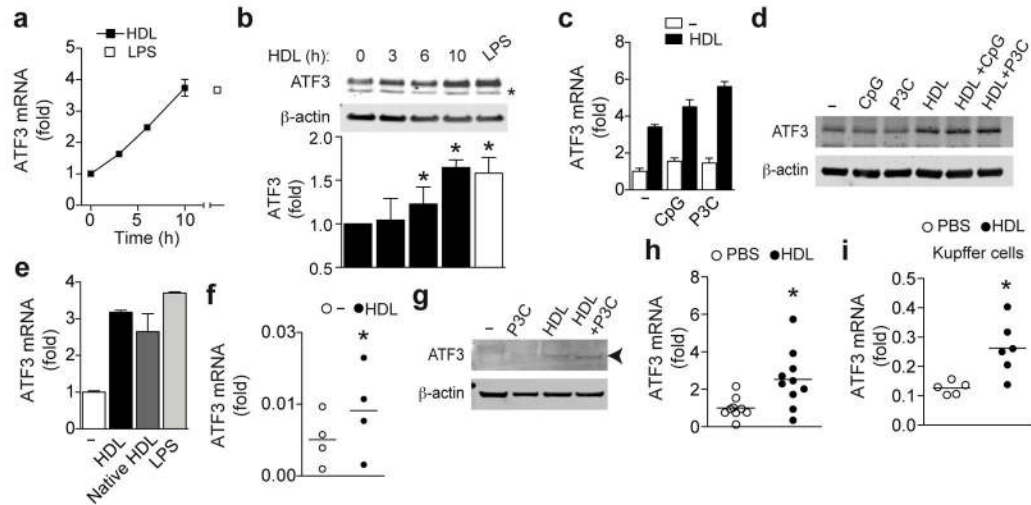 a
HDL
LPS
ATF3 mRNA
(fold)
5
4
3
2
1
0
0 5 10
Time (h)
b
HDL (h): 0 3 6 10 LPS
ATF3
*
β-actin
ATF3
(fold)
2.0
1.5
1.0
0.5
* * *
c
–
HDL
ATF3 mRNA
(fold)
8
6
4
2
0
– CpG P3C
d
– CpG P3C HDL HDL +CpG HDL+P3C
ATF3
β-actin
e
ATF3 mRNA
(fold)
4
3
2
1
0
– HDL Native HDL LPS
f
– HDL
ATF3 mRNA
0.03
0.01
0.00
*
g
– P3C HDL HDL +P3C
ATF3
β-actin
h
PBS HDL
ATF3 mRNA
(fold)
8
6
4
2
0
*
i
PBS HDL
Kupffer cells
ATF3 mRNA
(fold)
0.5
0.4
0.3
0.2
0.1
0.0
*